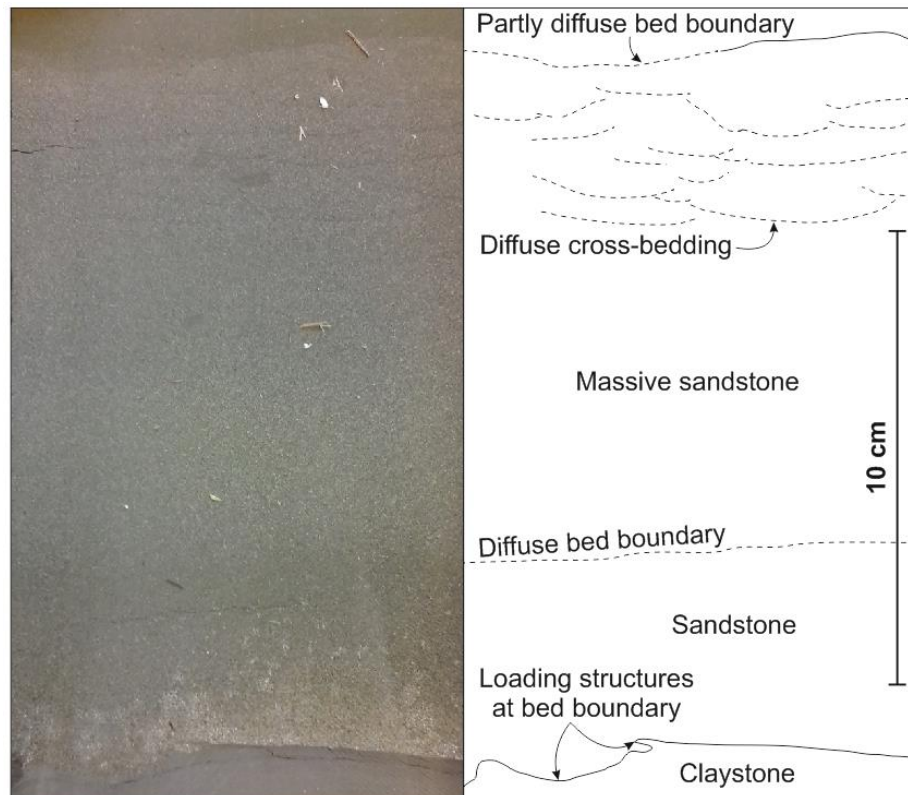 Partly diffuse bed boundary
Diffuse cross-bedding
Massive sandstone
10 cm
Diffuse bed boundary
Sandstone
Loading structures
at bed boundary
Claystone